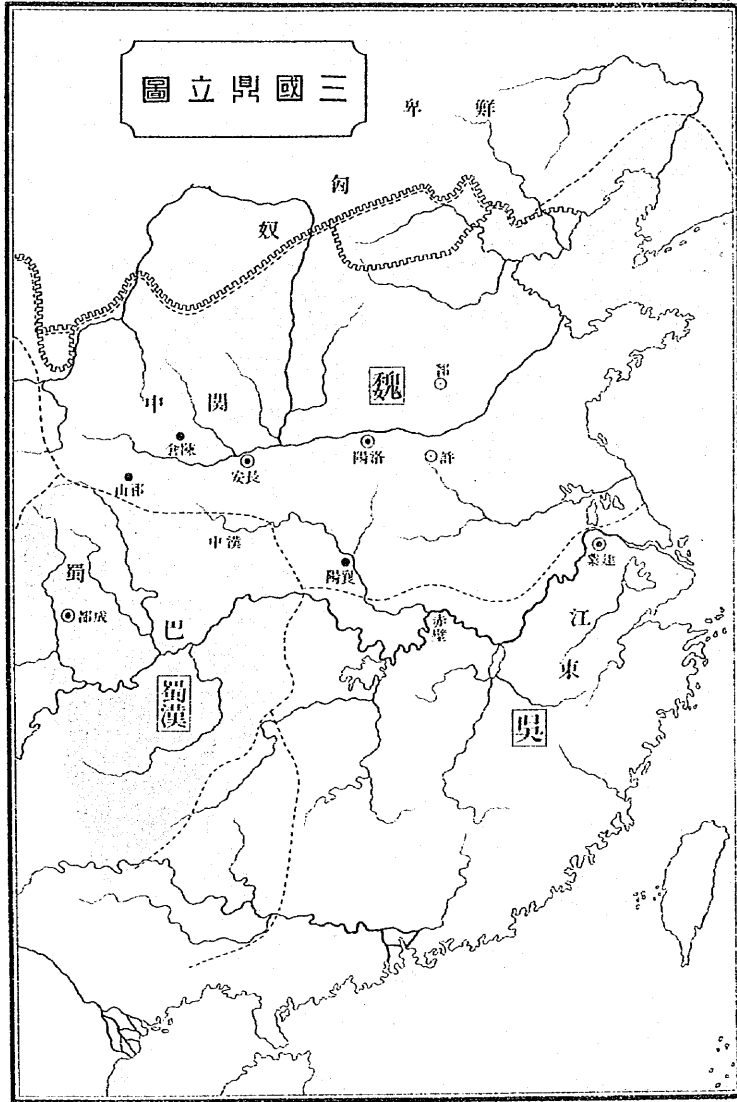 三國鼎立圖
鮮卑
匈奴
魏
鄴
関中
陳倉
長安
洛陽
許
祁山
漢中
襄陽
建業
蜀
成都
巴
赤壁
江東
蜀漢
吳